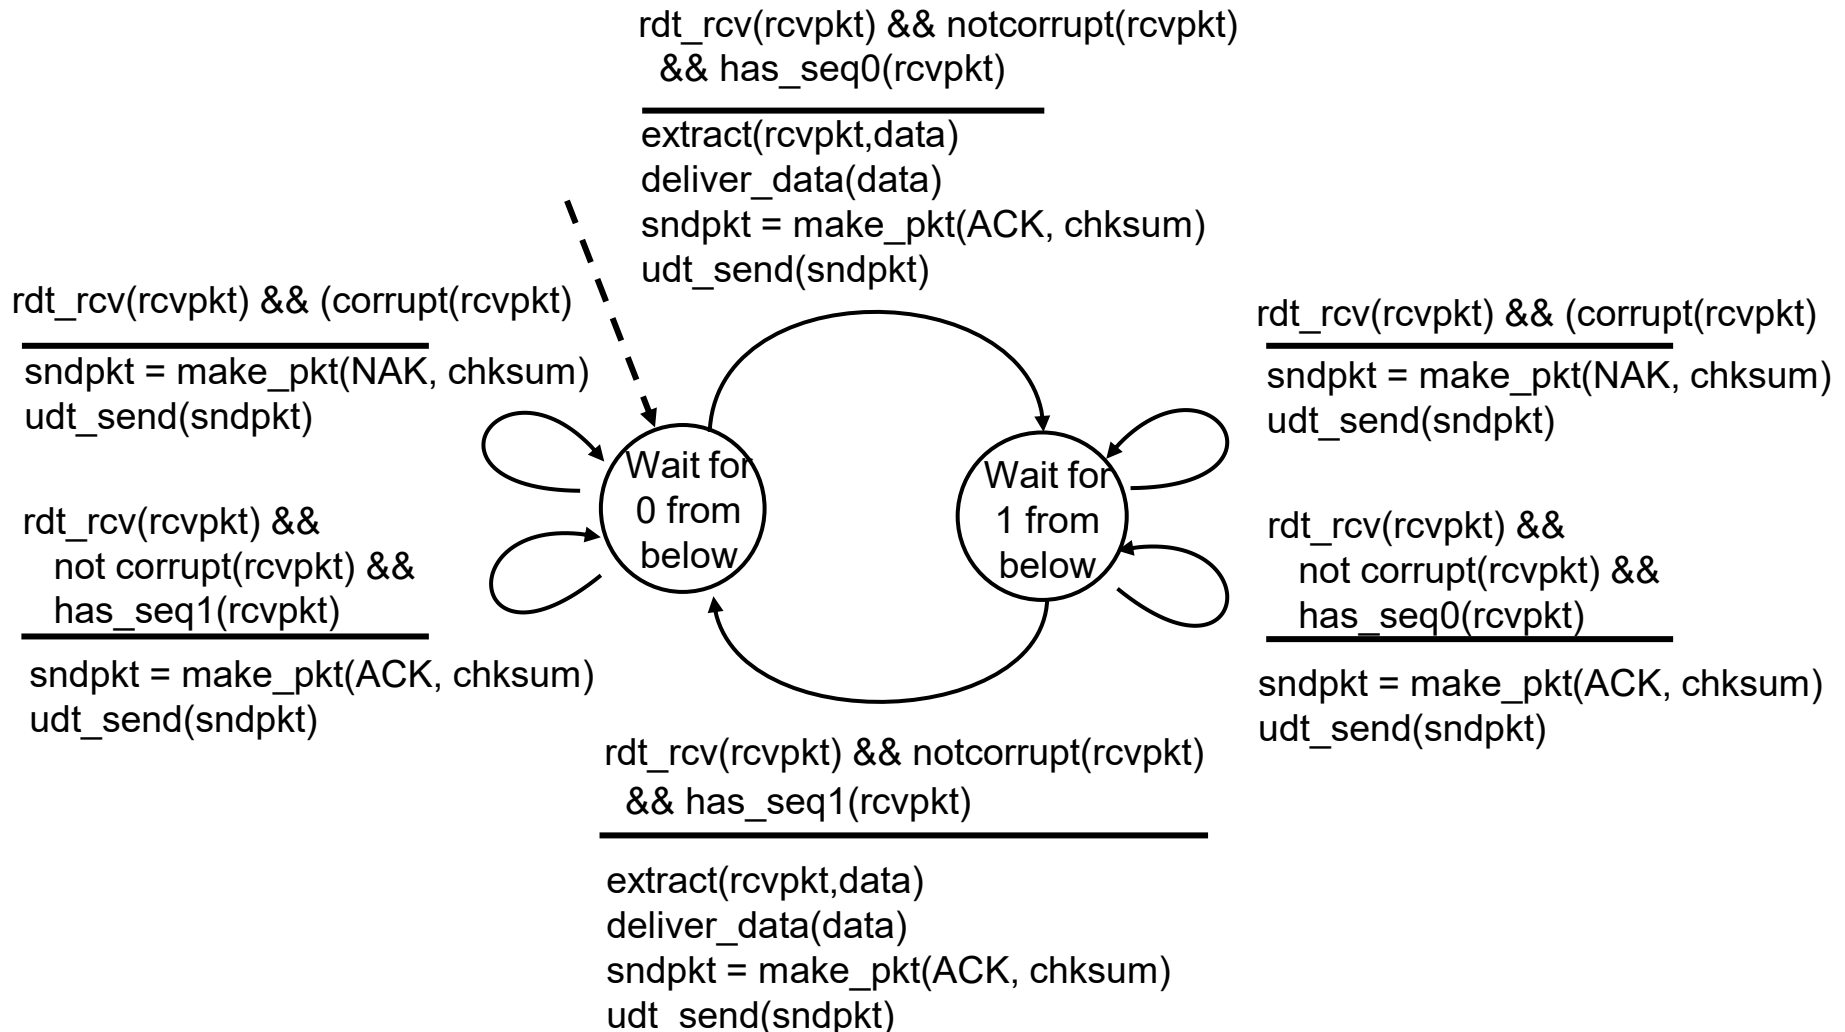 rdt_rcv(rcvpkt) && notcorrupt(rcvpkt)
&& has_seq0(rcvpkt)
extract(rcvpkt,data)
deliver_data(data)
sndpkt = make_pkt(ACK, chksum)
udt_send(sndpkt)
rdt_rcv(rcvpkt) && (corrupt(rcvpkt)
sndpkt = make_pkt(NAK, chksum)
udt_send(sndpkt)
rdt_rcv(rcvpkt) &&
not corrupt(rcvpkt) &&
has_seq1(rcvpkt)
sndpkt = make_pkt(ACK, chksum)
udt_send(sndpkt)
Wait for
0 from
below
Wait for
1 from
below
rdt_rcv(rcvpkt) && (corrupt(rcvpkt)
sndpkt = make_pkt(NAK, chksum)
udt_send(sndpkt)
rdt_rcv(rcvpkt) &&
not corrupt(rcvpkt) &&
has_seq0(rcvpkt)
sndpkt = make_pkt(ACK, chksum)
udt_send(sndpkt)
rdt_rcv(rcvpkt) && notcorrupt(rcvpkt)
&& has_seq1(rcvpkt)
extract(rcvpkt,data)
deliver_data(data)
sndpkt = make_pkt(ACK, chksum)
udt_send(sndpkt)